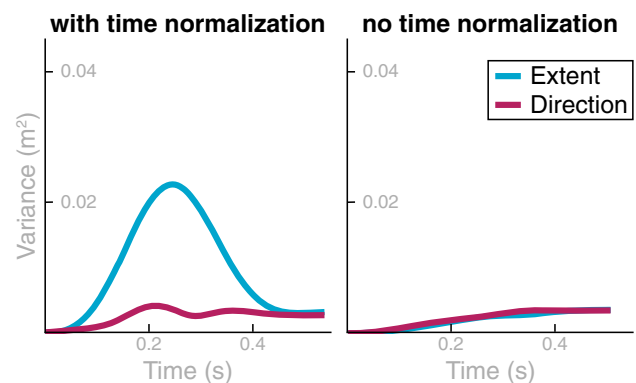 with time normalization
no time normalization
0.04
0.04
Extent
Direction
Variance (m²)
0.02
0.02
0.2
0.4
0.2
0.4
Time (s)
Time (s)